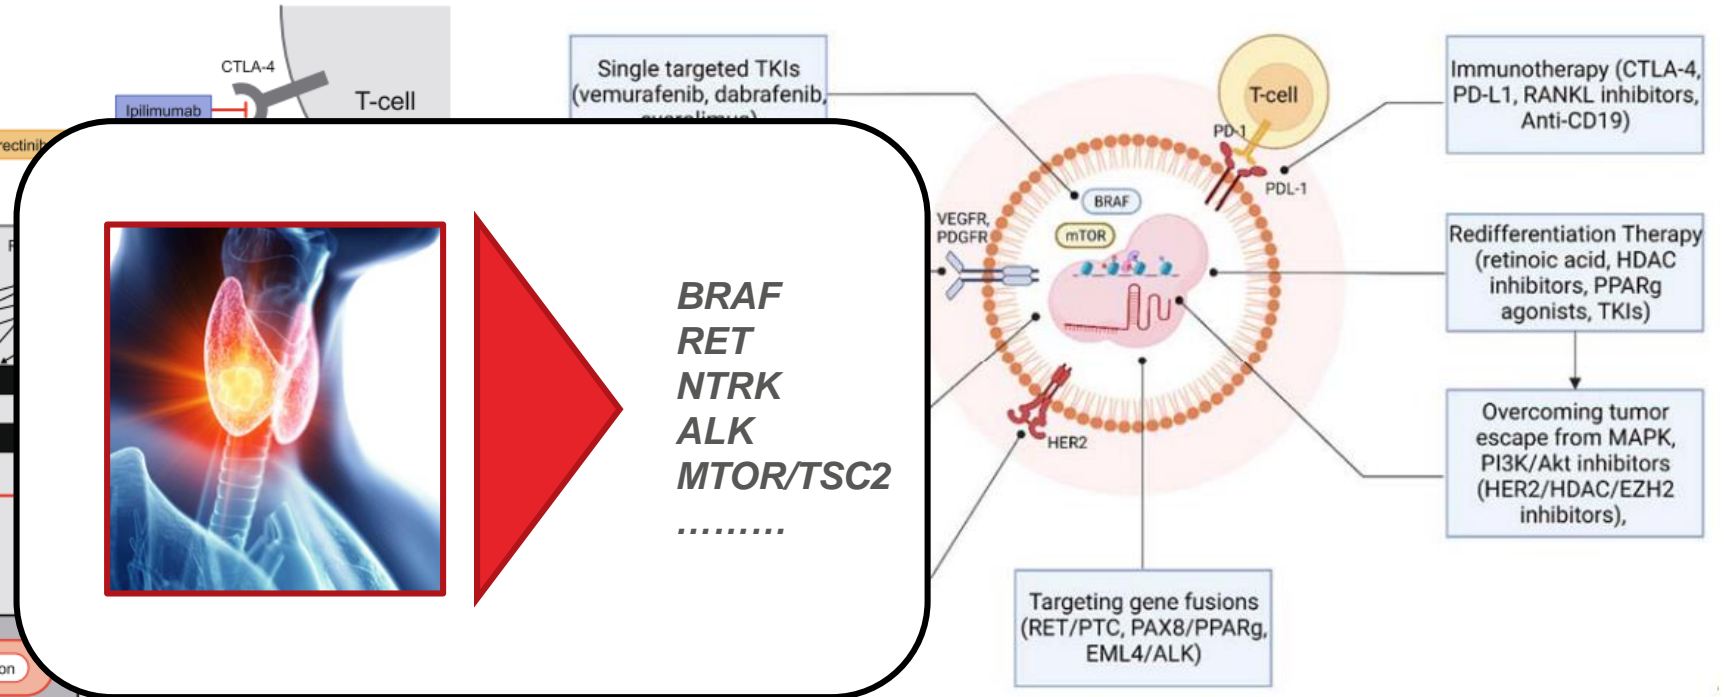 CTLA-4
T-cell
Ipilimumab
BRAF
RET
NTRK
ALK
MTOR/TSC2
.........
Single targeted TKIs
(vemurafenib, dabrafenib,
T-cell
PD-1
PDL-1
BRAF
mTOR
VEGFR,
PDGFR
HER2
Immunotherapy (CTLA-4,
PD-L1, RANKL inhibitors,
Anti-CD19)
Redifferentiation Therapy
(retinoic acid, HDAC
inhibitors, PPARg
agonists, TKIs)
Overcoming tumor
escape from MAPK,
PI3K/Akt inhibitors
(HER2/HDAC/EZH2
inhibitors),
Targeting gene fusions
(RET/PTC, PAX8/PPARg,
EML4/ALK)